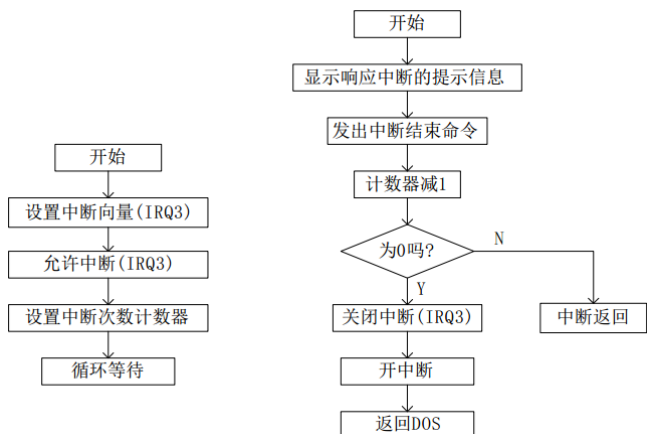 开始
设置中断向量(IRQ3)
允许中断(IRQ3)
设置中断次数计数器
循环等待
开始
显示响应中断的提示信息
发出中断结束命令
计数器减1
为0吗?
N
Y
关闭中断(IRQ3)
中断返回
开中断
返回DOS